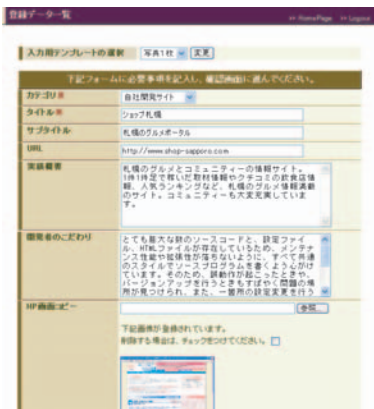 登録データ一覧
HomePage
Logout
入力用テンプレートの選択
写真1枚
変更
下記フォームに必要事項を記入し、確認画面に進んでください。
カテゴリ※
自社開発サイト
タイトル※
ショップ札幌
サブタイトル
札幌のグルメポータル
URL
http://www.shop-sapporo.com
実績概要
札幌のグルメとコミュニティーの情報サイト。
1件1件足で稼いだ取材情報やクチコミの飲食店情
報、人気ランキングなど、札幌のグルメ情報満載
のサイト。コミュニティーも大変充実していま
す。
開発者のこだわり
とても膨大な数のソースコードと、設定ファイ
ル、HTMLファイルが存在しているため、メンテナ
ンス性能や拡張性が落ちないように、すべて共通
のスタイルでソースプログラムを書くよう心がけ
ています。そのため、誤動作が起こったときや、
バージョンアップを行うときもすばやく問題の場
所が見つけられ、また、一箇所の設定変更を行う
HP画面コピー
参照...
下記画像が登録されています。
削除する場合は、チェックをつけてください。